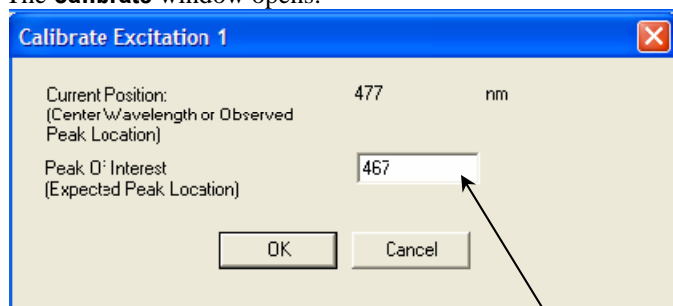 The Calibrate window opens.
Calibrate Excitation 1
Current Position: 477 nm
(Center Wavelength or Observed
Peak Location)
Peak Of Interest 467
(Expected Peak Location)
OK Cancel